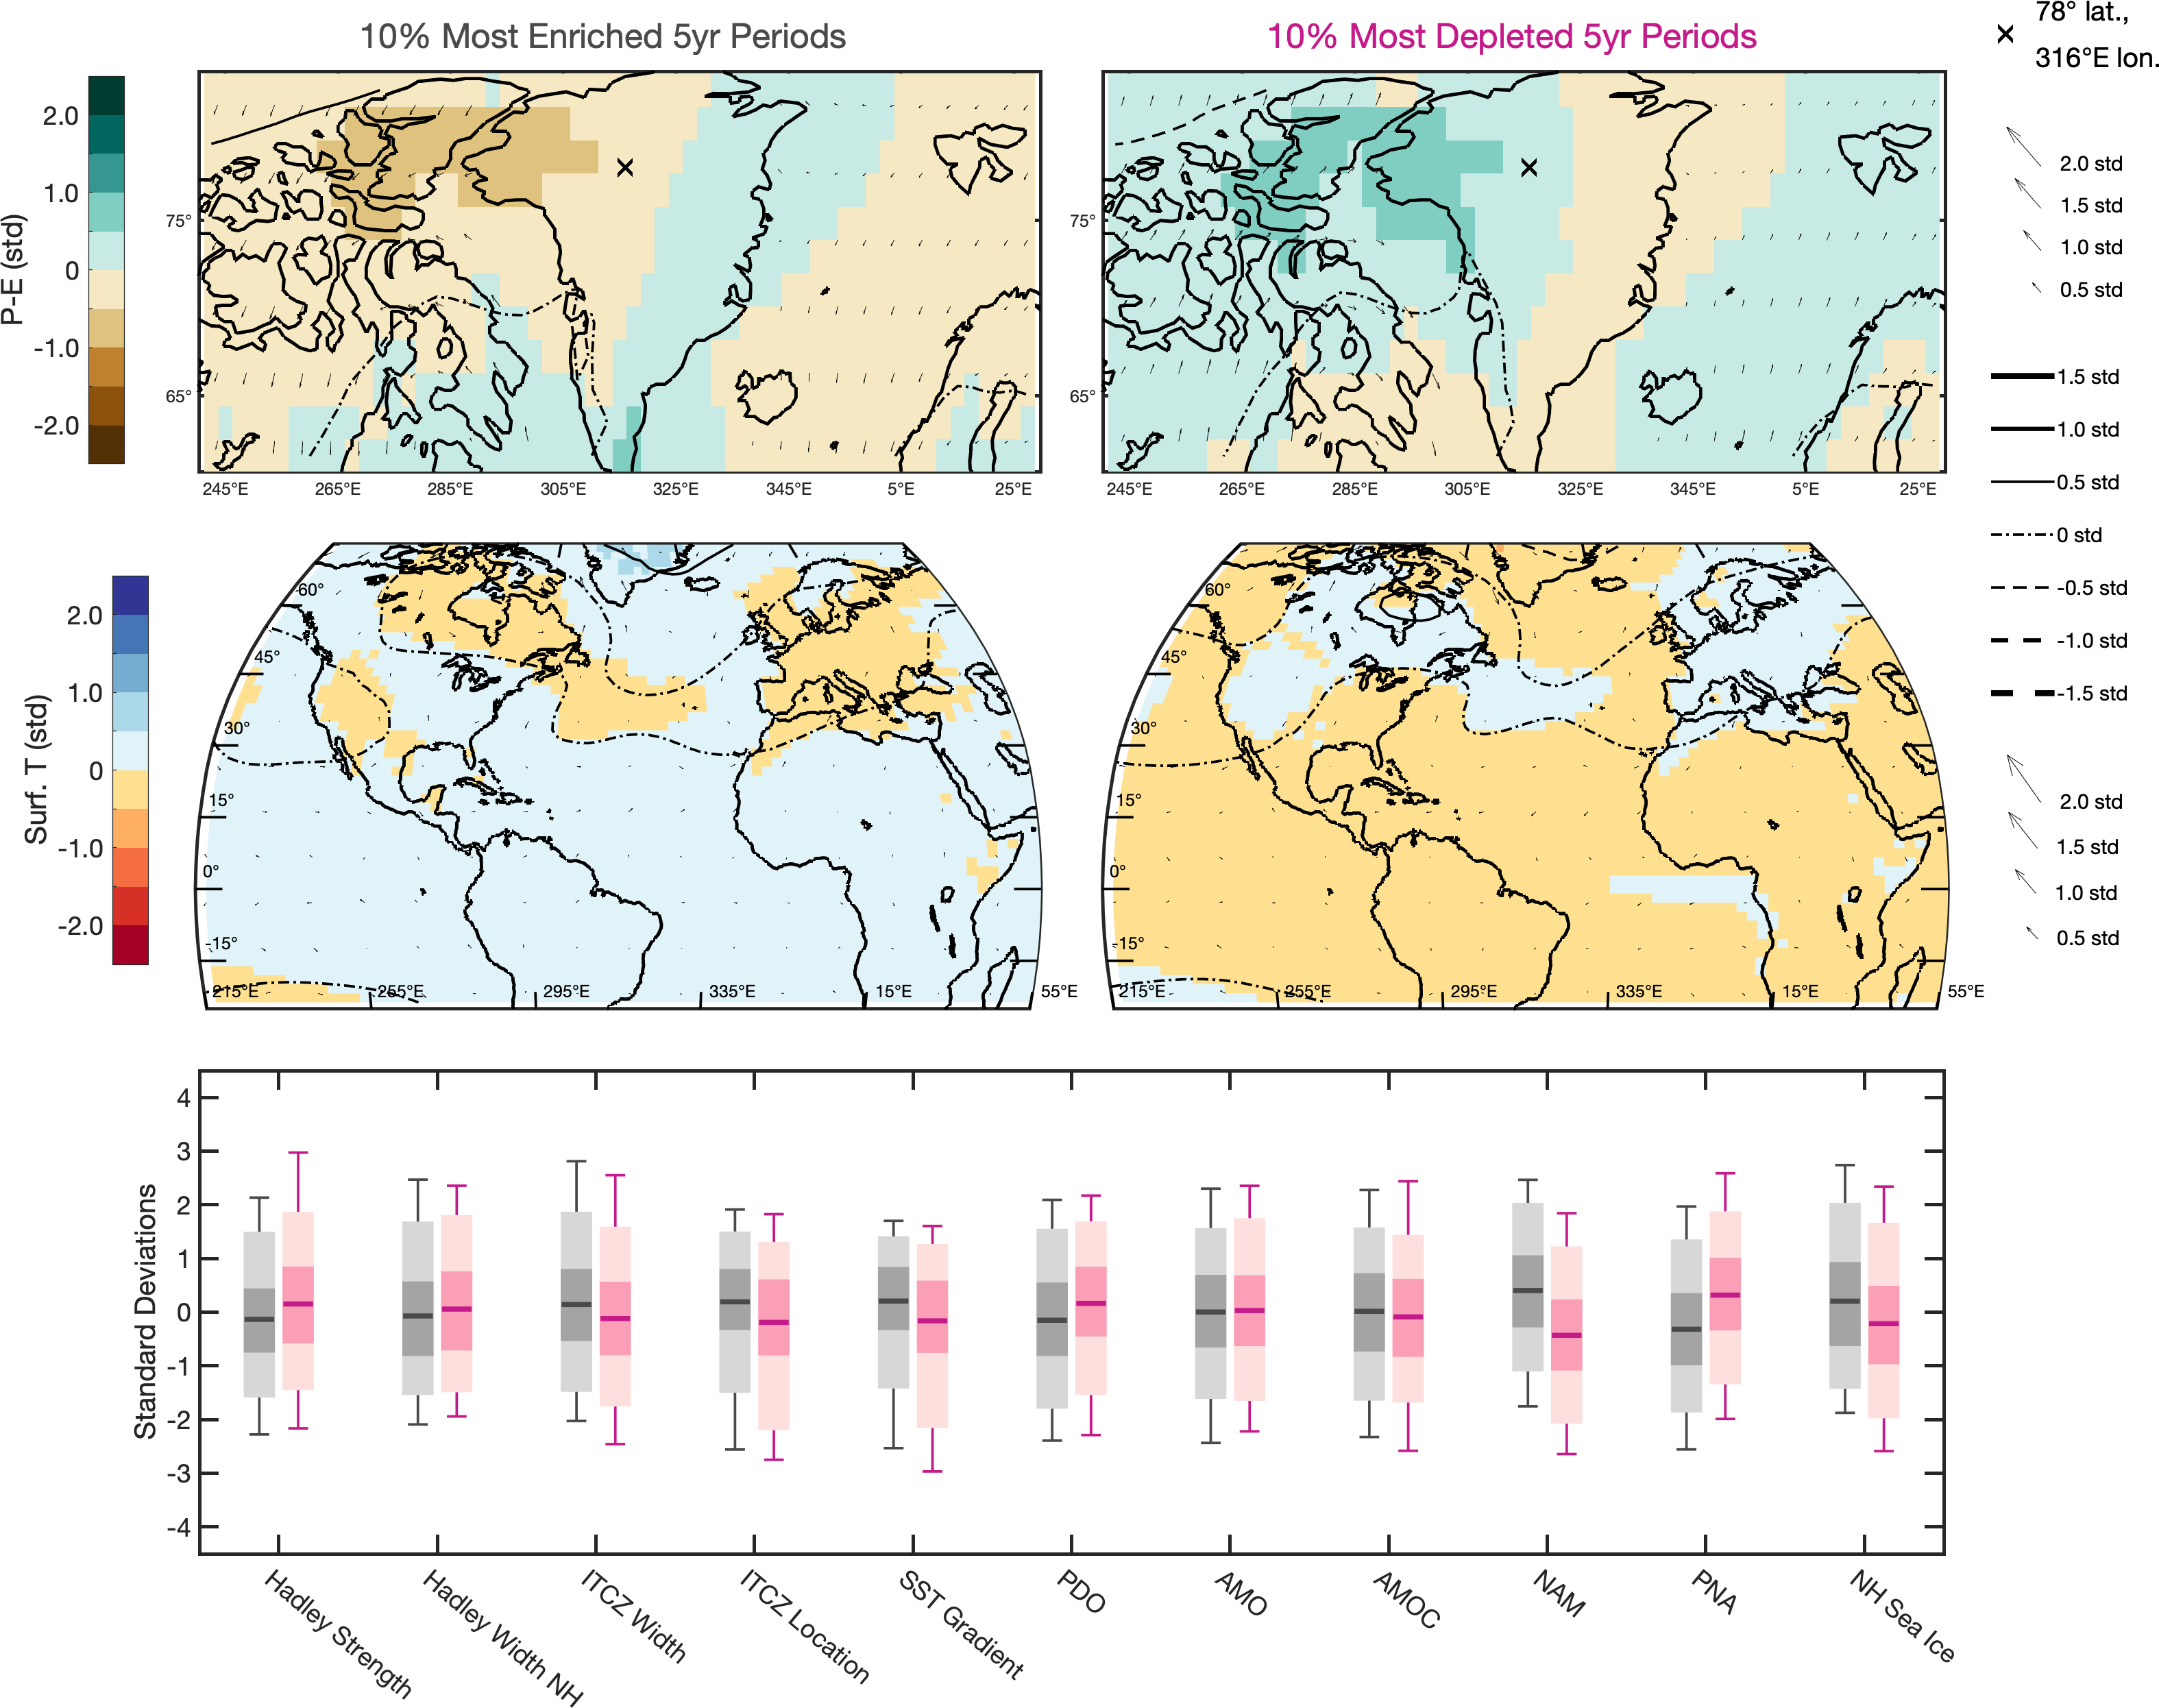 10% Most Enriched 5yr Periods
10% Most Depleted 5yr Periods
78° lat.,
316°E lon.
P-E (std)
2.0
1.0
0
-1.0
-2.0
75°
65°
245°E 265°E 285°E 305°E 325°E 345°E 5°E 25°E
75°
65°
245°E 265°E 285°E 305°E 325°E 345°E 5°E 25°E
2.0 std
1.5 std
1.0 std
0.5 std
1.5 std
1.0 std
0.5 std
0 std
-0.5 std
-1.0 std
-1.5 std
Surf. T (std)
2.0
1.0
0
-1.0
-2.0
60°
45°
30°
15°
0°
-15°
215°E 255°E 295°E 335°E 15°E 55°E
60°
45°
30°
15°
0°
-15°
215°E 255°E 295°E 335°E 15°E 55°E
2.0 std
1.5 std
1.0 std
0.5 std
Standard Deviations
4
3
2
1
0
-1
-2
-3
-4
Hadley Strength
Hadley Width NH
ITCZ Width
ITCZ Location
SST Gradient
PDO
AMO
AMOC
NAM
PNA
NH Sea Ice